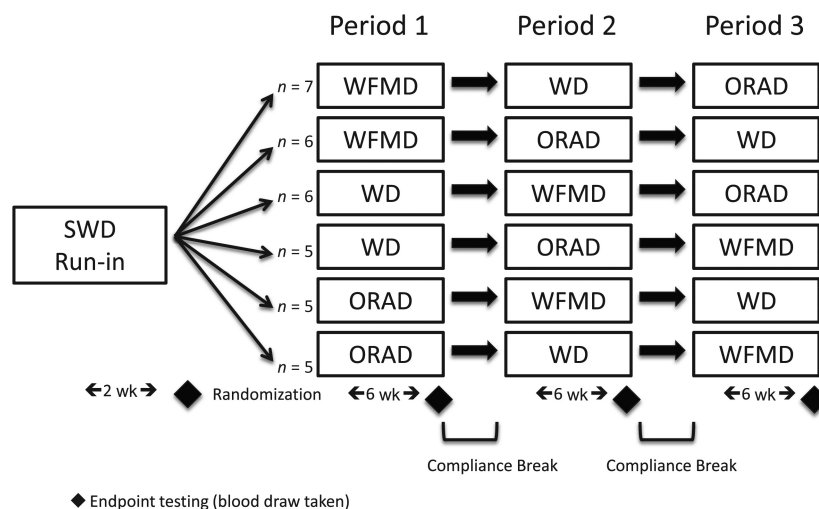 Period 1 Period 2 Period 3
n = 7 WFMD WD ORAD
n = 6 WFMD ORAD WD
n = 6 WD WFMD ORAD
SWD
Run-in
n = 5 WD ORAD WFMD
n = 5 ORAD WFMD WD
n = 5 ORAD WD WFMD
2 wk Randomization 6 wk 6 wk 6 wk
Compliance Break Compliance Break
Endpoint testing (blood draw taken)